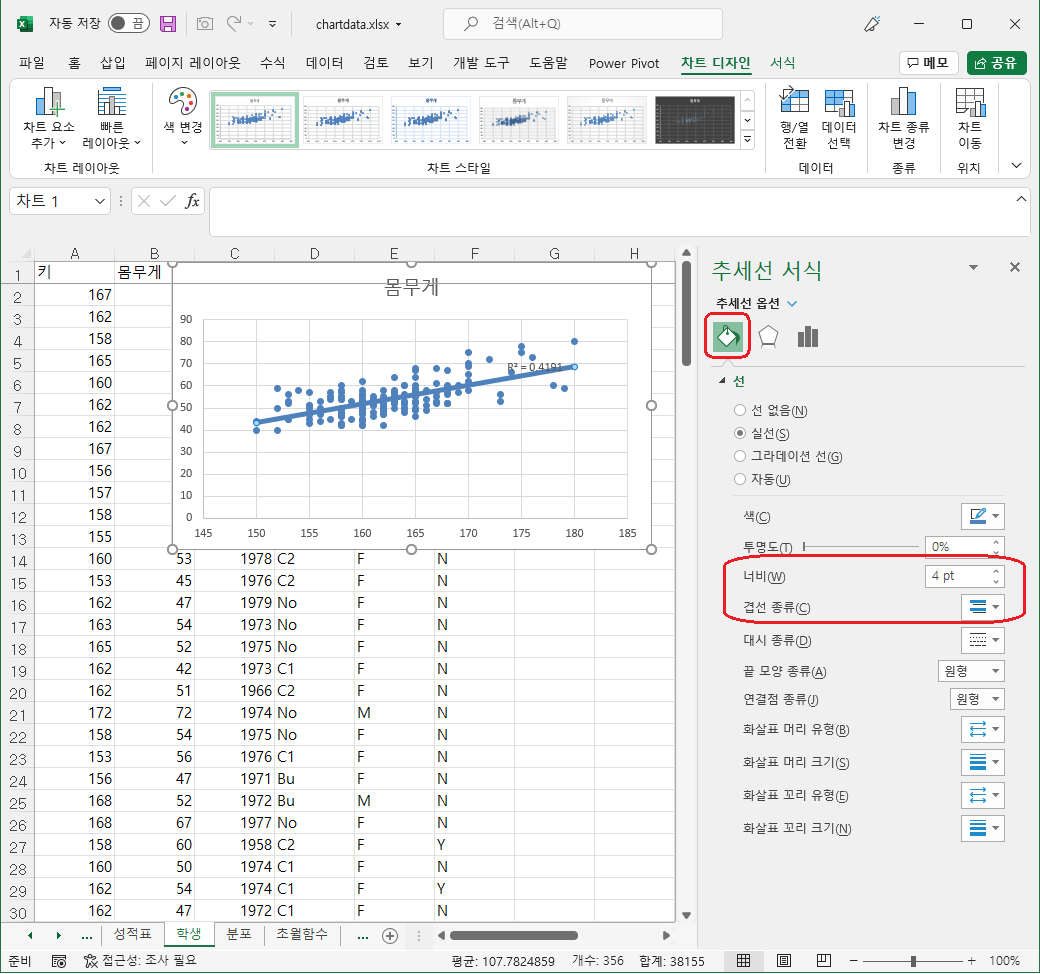 자동 저장 끔 chartdata.xlsx 검색(Alt+Q)
파일 홈 삽입 페이지 레이아웃 수식 데이터 검토 보기 개발 도구 도움말 Power Pivot 차트 디자인 서식 메모 공유
차트 요소 추가 빠른 레이아웃 색 변경 행/열 전환 데이터 선택 차트 종류 변경 차트 이동
차트 레이아웃 차트 스타일 데이터 종류 위치
차트 1 fx
A B C D E F G H
1 키 몸무게
2 167
3 162
4 158
5 165
6 160
7 162
8 162
9 167
10 156
11 157
12 158
13 155
14 160 53 1978 C2 F N
15 153 45 1976 C2 F N
16 162 47 1979 No F N
17 163 54 1973 No F N
18 165 52 1975 No F N
19 162 42 1973 C1 F N
20 162 51 1966 C2 F N
21 172 72 1974 No M N
22 158 54 1975 No F N
23 153 56 1976 C1 F N
24 156 47 1971 Bu F N
25 168 52 1972 Bu M N
26 168 67 1977 No F N
27 158 60 1958 C2 F Y
28 160 50 1974 C1 F N
29 162 54 1974 C1 F Y
30 162 47 1972 C1 F N
몸무게
90
80
70
60
50
40
30
20
10
0
R² = 0.4191
145 150 155 160 165 170 175 180 185
추세선 서식
추세선 옵션
선
선 없음(N)
실선(S)
그라데이션 선(G)
자동(U)
색(C)
투명도(T) 0%
너비(W) 4 pt
겹선 종류(C)
대시 종류(D)
끝 모양 종류(A) 원형
연결점 종류(J) 원형
화살표 머리 유형(B)
화살표 머리 크기(S)
화살표 꼬리 유형(E)
화살표 꼬리 크기(N)
... 성적표 학생 분포 초월함수 ...
준비 접근성: 조사 필요 평균: 107.7824859 개수: 356 합계: 38155 100%